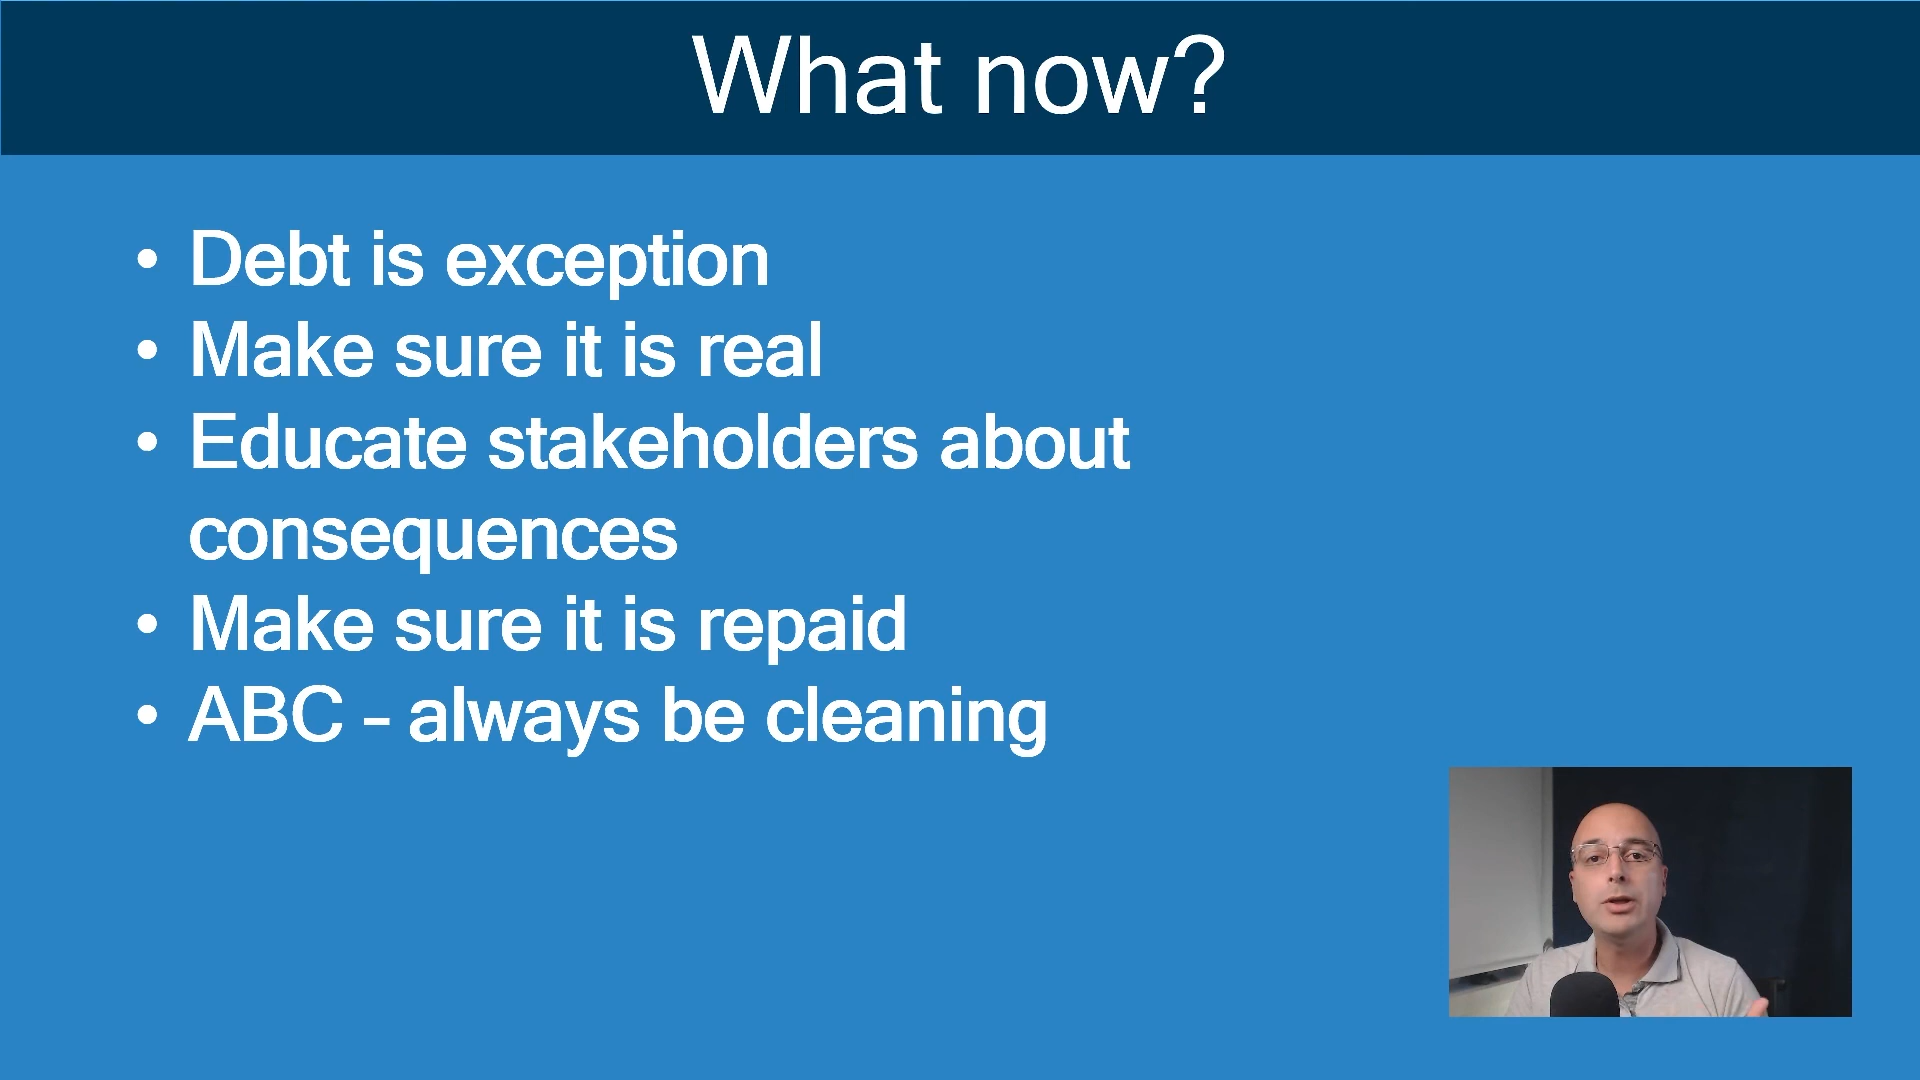 What now?
• Debt is exception
• Make sure it is real
• Educate stakeholders about
consequences
• Make sure it is repaid
• ABC – always be cleaning